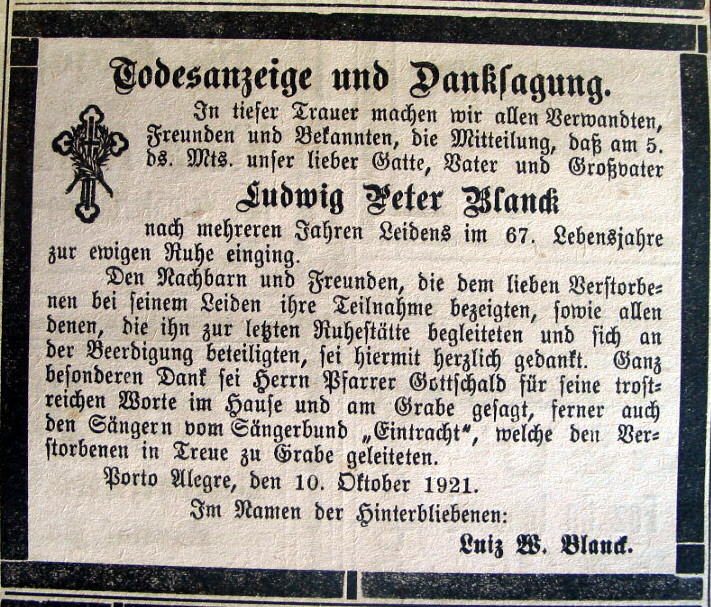 Todesanzeige und Dankſagung.
In tiefer Trauer machen wir allen Verwandten,
Freunden und Bekannten, die Mitteilung, daß am 5.
ds. Mts. unſer lieber Gatte, Vater und Großvater
Ludwig Peter Blanck
nach mehreren Jahren Leidens im 67. Lebensjahre
zur ewigen Ruhe einging.
Den Nachbarn und Freunden, die dem lieben Verſtorbe-
nen bei ſeinem Leiden ihre Teilnahme bezeigten, ſowie allen
denen, die ihn zur letzten Ruheſtätte begleiteten und ſich an
der Beerdigung beteiligten, ſei hiermit herzlich gedankt. Ganz
beſonderen Dank ſei Herrn Pfarrer Gottſchald für ſeine troſt-
reichen Worte im Hauſe und am Grabe geſagt, ferner auch
den Sängern vom Sängerbund „Eintracht“, welche den Ver-
ſtorbenen in Treue zu Grabe geleiteten.
Porto Alegre, den 10. Oktober 1921.
Im Namen der Hinterbliebenen:
Luiz W. Blanck.